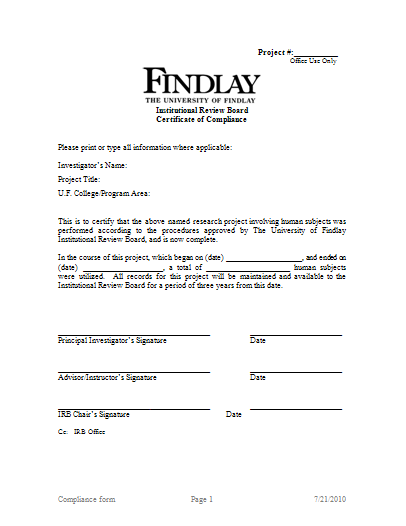 Project #:
Office Use Only
FINDLAY
THE UNIVERSITY OF FINDLAY
Institutional Review Board
Certificate of Compliance
Please print or type all information where applicable:
Investigator's Name:
Project Title:
U.F. College/Program Area:
This is to certify that the above named research project involving human subjects was
performed according to the procedures approved by The University of Findlay
Institutional Review Board, and is now complete.
In the course of this project, which began on (date) ____________________, and ended on
(date) ____________________, a total of ____________________ human subjects
were utilized. All records for this project will be maintained and available to the
Institutional Review Board for a period of three years from this date.
Principal Investigator's Signature Date
Advisor/Instructor's Signature Date
IRB Chair's Signature Date
Cc: IRB Office
Compliance form Page 1 7/21/2010